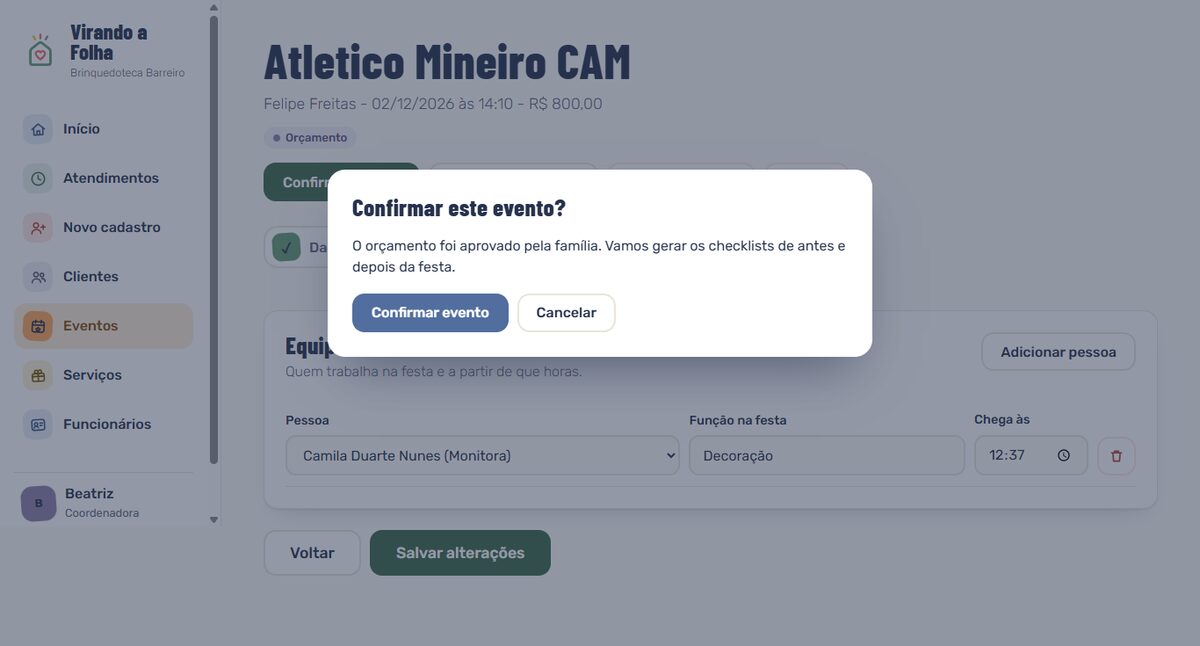 Virando a
Folha
Brinquedoteca Barreiro
Início
Atendimentos
Novo cadastro
Clientes
Eventos
Serviços
Funcionários
B
Beatriz
Coordenadora
Atletico Mineiro CAM
Felipe Freitas - 02/12/2026 às 14:10 - R$ 800,00
Orçamento
Confirmar este evento?
O orçamento foi aprovado pela família. Vamos gerar os checklists de antes e
depois da festa.
Confirmar evento
Cancelar
Adicionar pessoa
Quem trabalha na festa e a partir de que horas.
Pessoa
Função na festa
Chega às
Camila Duarte Nunes (Monitora)
Decoração
12:37
Voltar
Salvar alterações